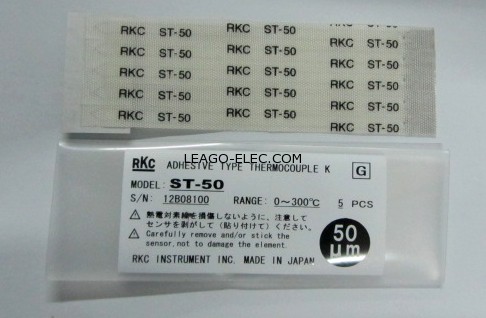 RKC ST-50 RKC ST-50 RKC ST-50
RKC ST-50 RKC ST-50 RKC ST-50
RKC ST-50 RKC ST-50 RKC ST-50
RKC ST-50 RKC ST-50 RKC ST-50
RKC ST-50 RKC ST-50 RKC ST-50
LEAGO-ELEC.COM
RKC ADHESTVE TYPE THERMOCOUPLE K G
MODEL: ST-50
S/N: 12B08100 RANGE: 0~300℃ 5 PCS
⚠ 熱電対素線を損傷しないように、注意して
センサを剥がして(貼り付けて)ください。
⚠ Carefully remove and/or stick the
sensor, not to damage the element.
50
μm
RKC INSTRUMENT INC. MADE IN JAPAN